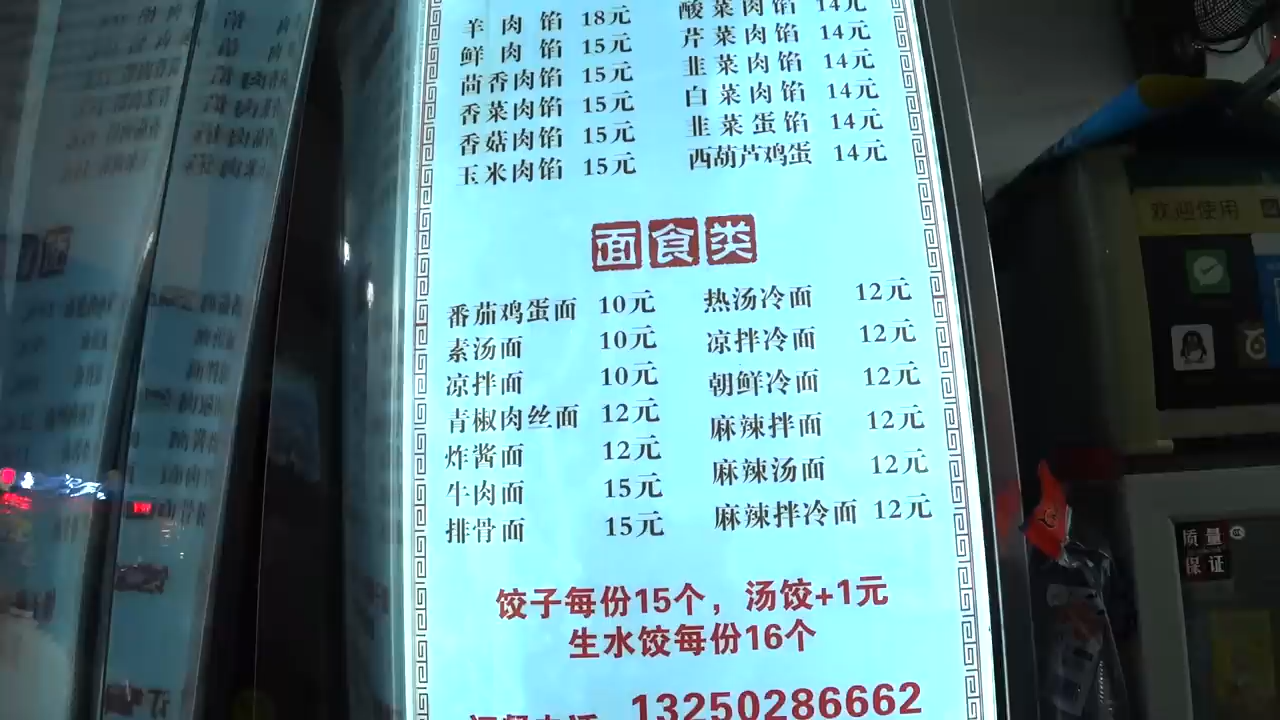 羊肉馅 18元
鲜肉馅 15元
茴香肉馅 15元
香菜肉馅 15元
香菇肉馅 15元
玉米肉馅 15元
酸菜肉馅 14元
芹菜肉馅 14元
韭菜肉馅 14元
白菜肉馅 14元
韭菜蛋馅 14元
西葫芦鸡蛋 14元
面食类
番茄鸡蛋面 10元
素汤面 10元
凉拌面 10元
青椒肉丝面 12元
炸酱面 12元
牛肉面 15元
排骨面 15元
热汤冷面 12元
凉拌冷面 12元
朝鲜冷面 12元
麻辣拌面 12元
麻辣汤面 12元
麻辣拌冷面 12元
饺子每份15个，汤饺+1元
生水饺每份16个
13250286662
欢迎使用
质量
保证